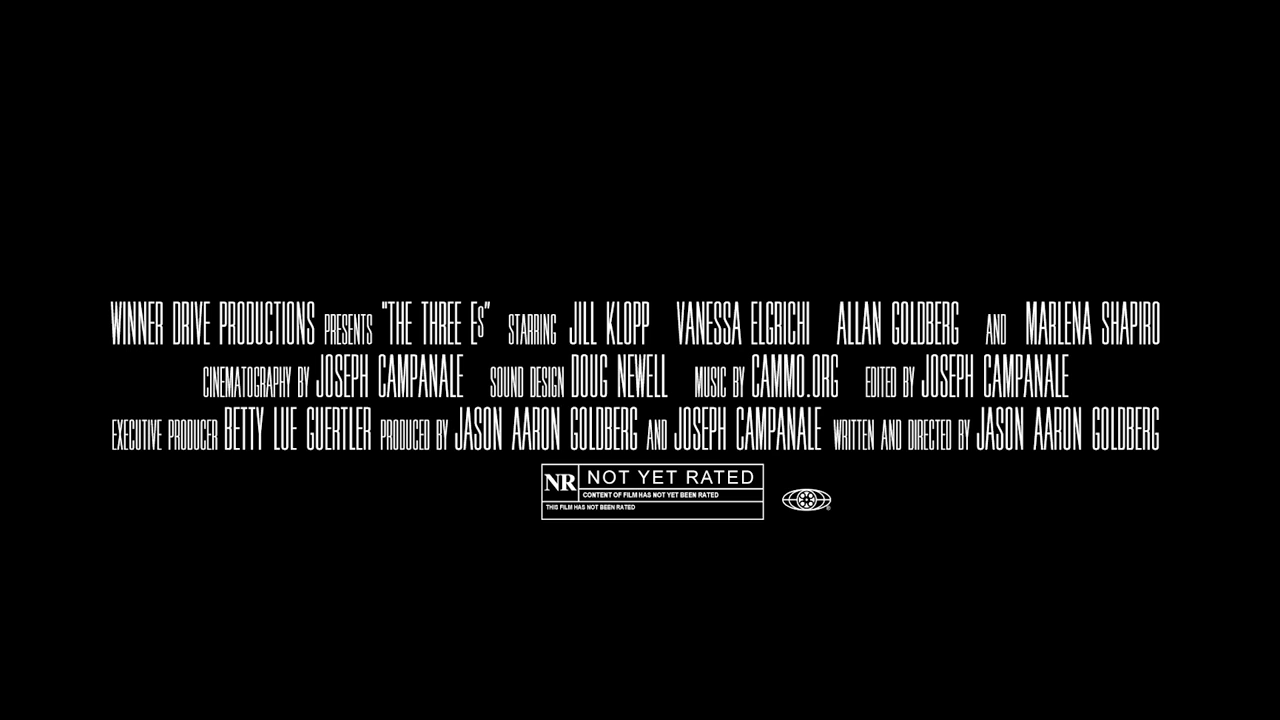 WINNER DRIVE PRODUCTIONS PRESENTS "THE THREE Es" STARRING JILL KLOPP VANESSA ELGRICHI ALLAN GOLDBERG AND MARLENA SHAPIRO
CINEMATOGRAPHY BY JOSEPH CAMPANALE SOUND DESIGN DOUG NEWELL MUSIC BY CAMMO.ORG EDITED BY JOSEPH CAMPANALE
EXECUTIVE PRODUCER BETTY LUE GUERTLER PRODUCED BY JASON AARON GOLDBERG AND JOSEPH CAMPANALE WRITTEN AND DIRECTED BY JASON AARON GOLDBERG
NR NOT YET RATED
CONTENT OF FILM HAS NOT YET BEEN RATED
THIS FILM HAS NOT BEEN RATED
®